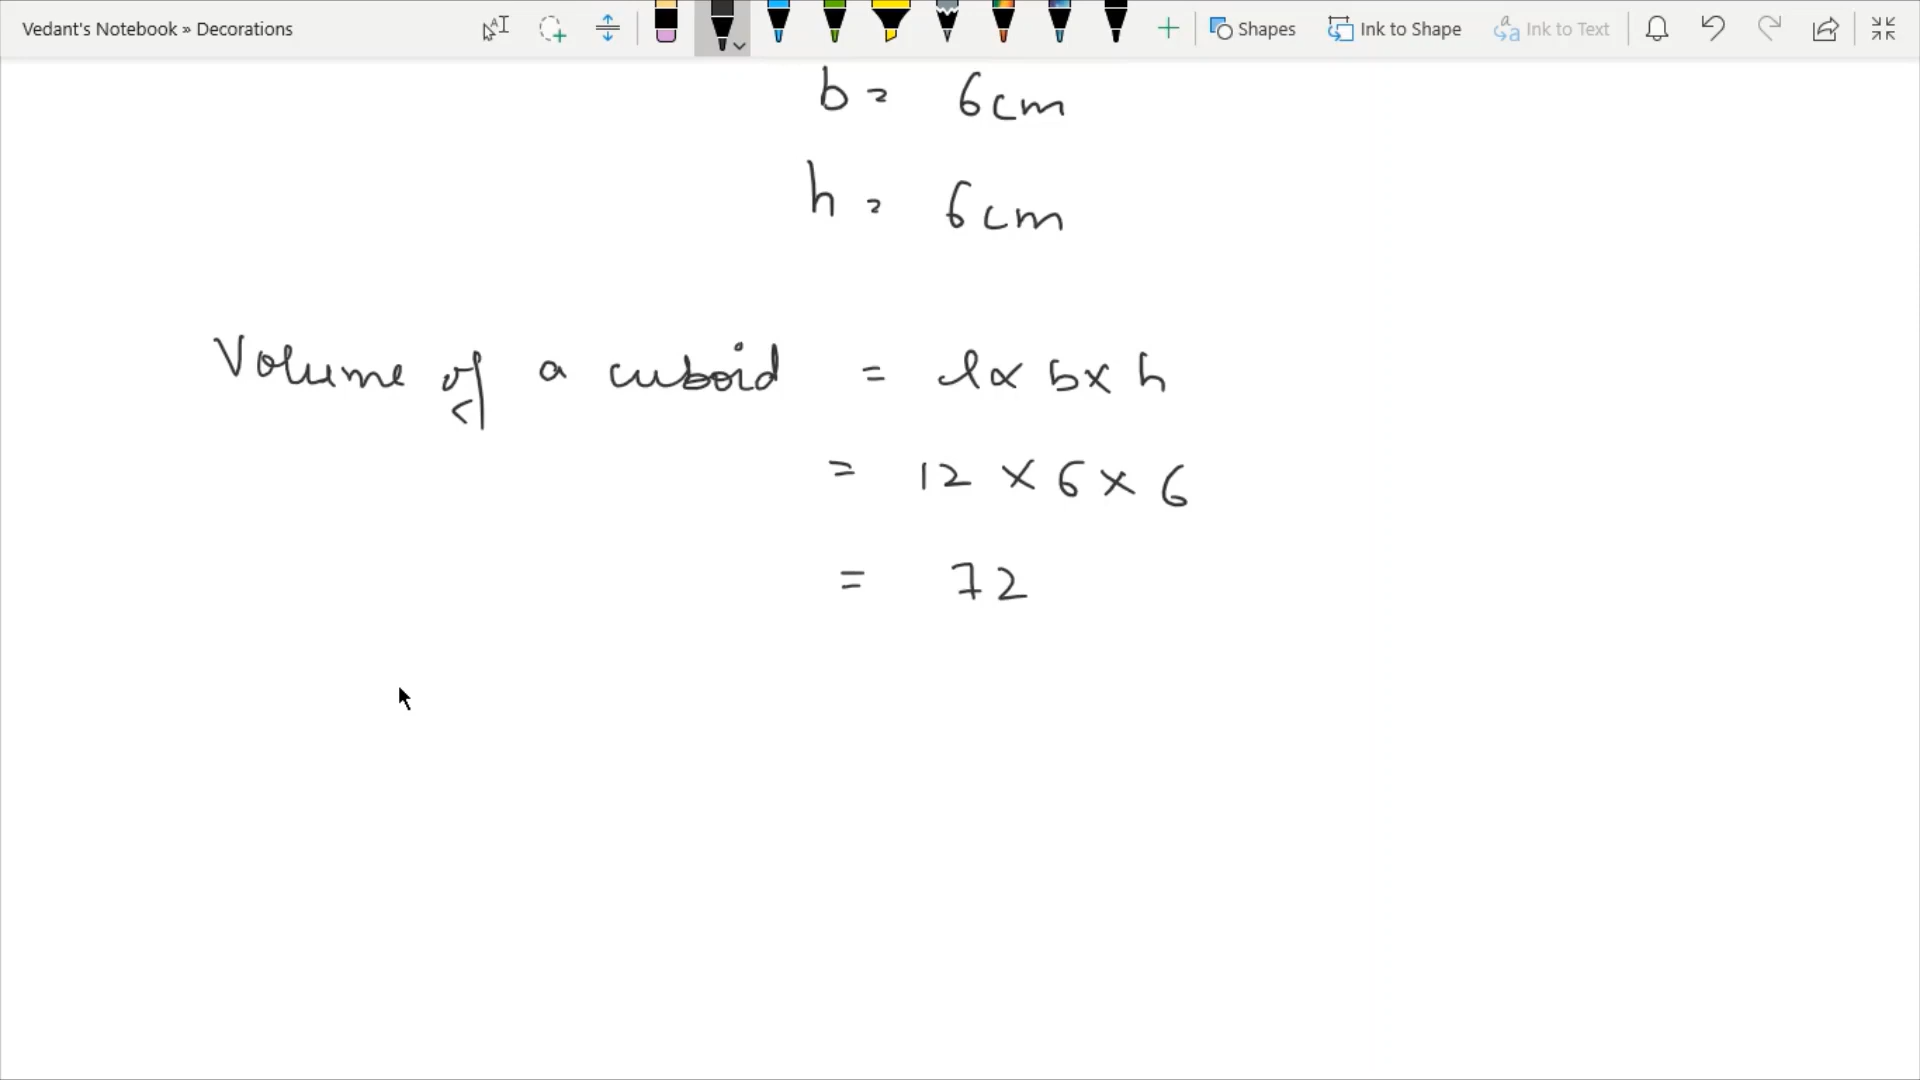 Vedant's Notebook » Decorations
Shapes
Ink to Shape
Ink to Text
b = 6cm
h = 6cm
Volume of a cuboid = l x b x h
= 12 x 6 x 6
= 72